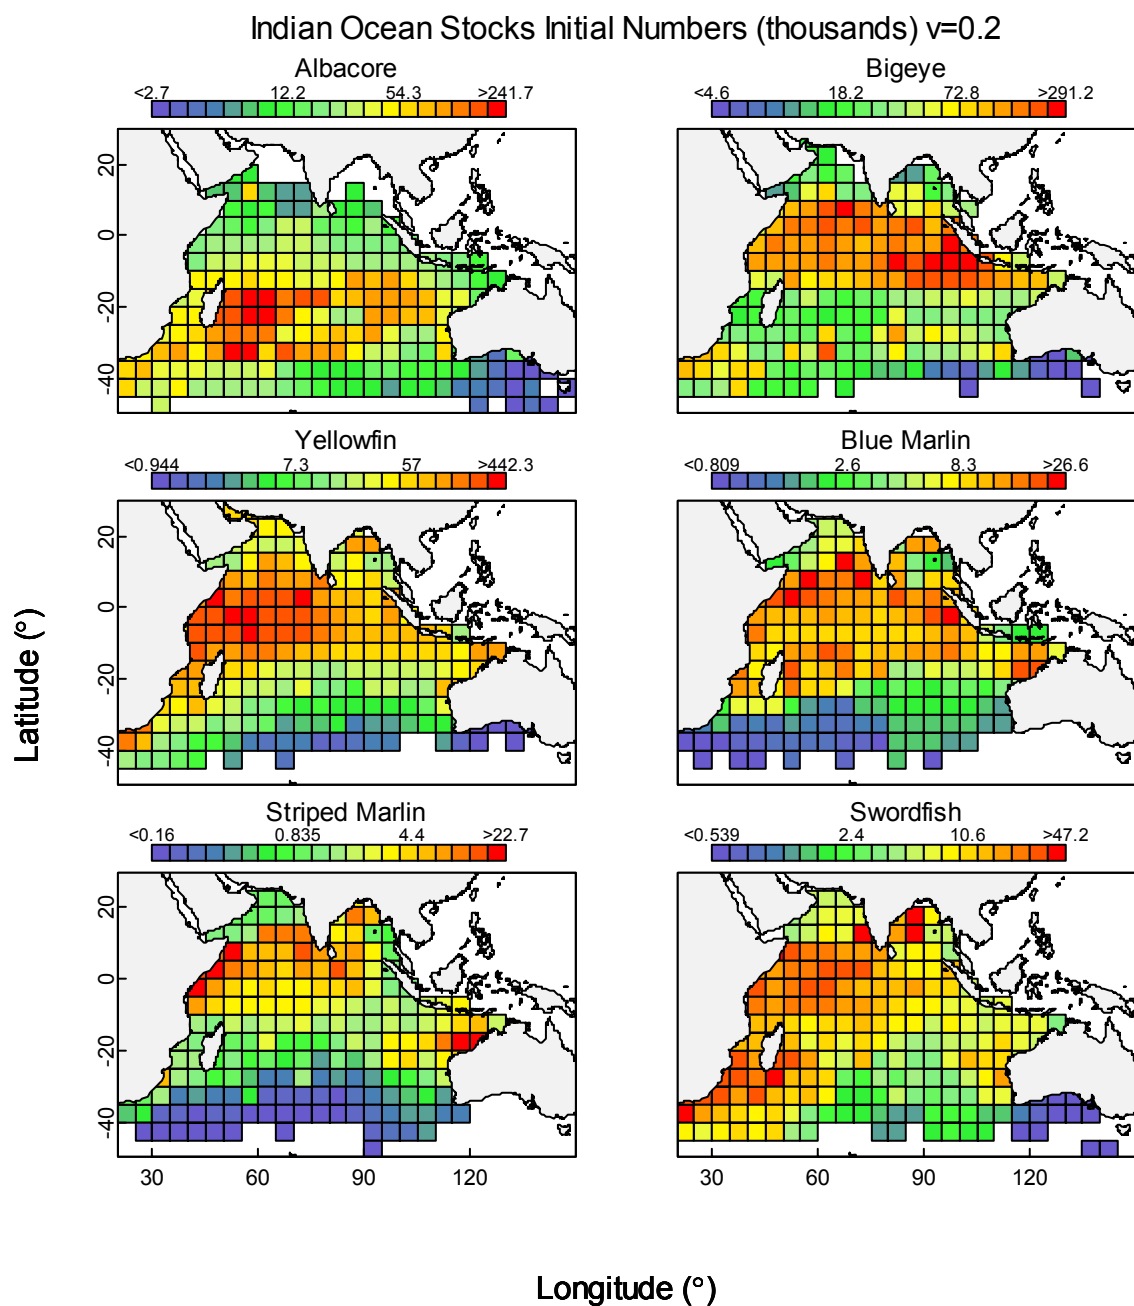 Indian Ocean Stocks Initial Numbers (thousands) v=0.2
Albacore
<2.7 12.2 54.3 >241.7
Bigeye
<4.6 18.2 72.8 >291.2
20
0
-20
-40
Yellowfin
<0.944 7.3 57 >442.3
Blue Marlin
<0.809 2.6 8.3 >26.6
20
0
-20
-40
Striped Marlin
<0.16 0.835 4.4 >22.7
Swordfish
<0.539 2.4 10.6 >47.2
20
0
-20
-40
30 60 90 120
30 60 90 120
Latitude (°)
Longitude (°)